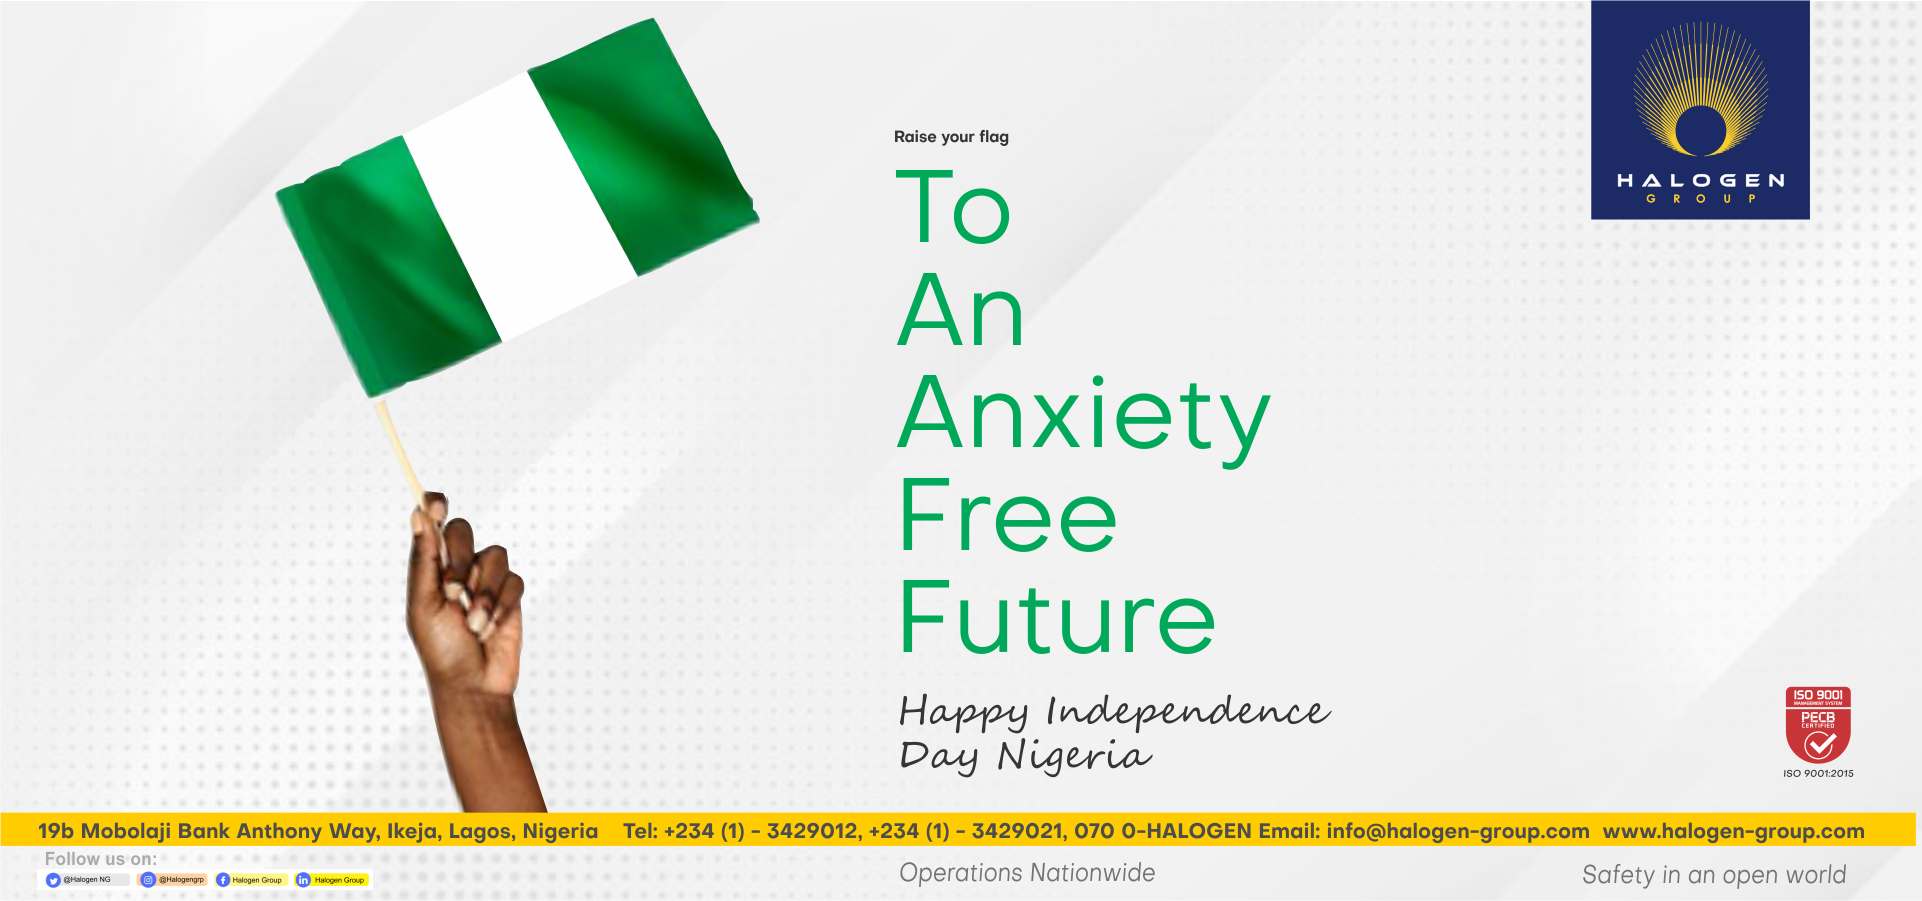 Raise your flag
To
An
Anxiety
Free
Future
Happy Independence
Day Nigeria
HALOGEN
GROUP
ISO 9001
MANAGEMENT SYSTEM
PECB
CERTIFIED
ISO 9001:2015
19b Mobolaji Bank Anthony Way, Ikeja, Lagos, Nigeria Tel: +234 (1) - 3429012, +234 (1) - 3429021, 070 0-HALOGEN Email: info@halogen-group.com www.halogen-group.com
Follow us on:
@Halogen NG @Halogengrp Halogen Group Halogen Group
Operations Nationwide
Safety in an open world